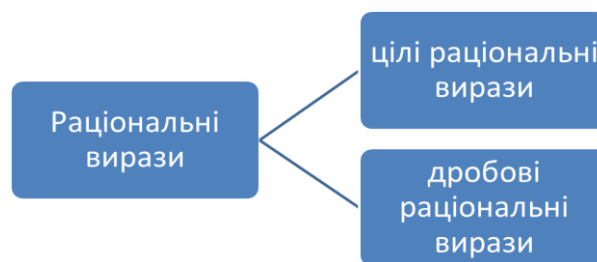 Раціональні
вирази
цілі раціональні
вирази
дробові
раціональні
вирази